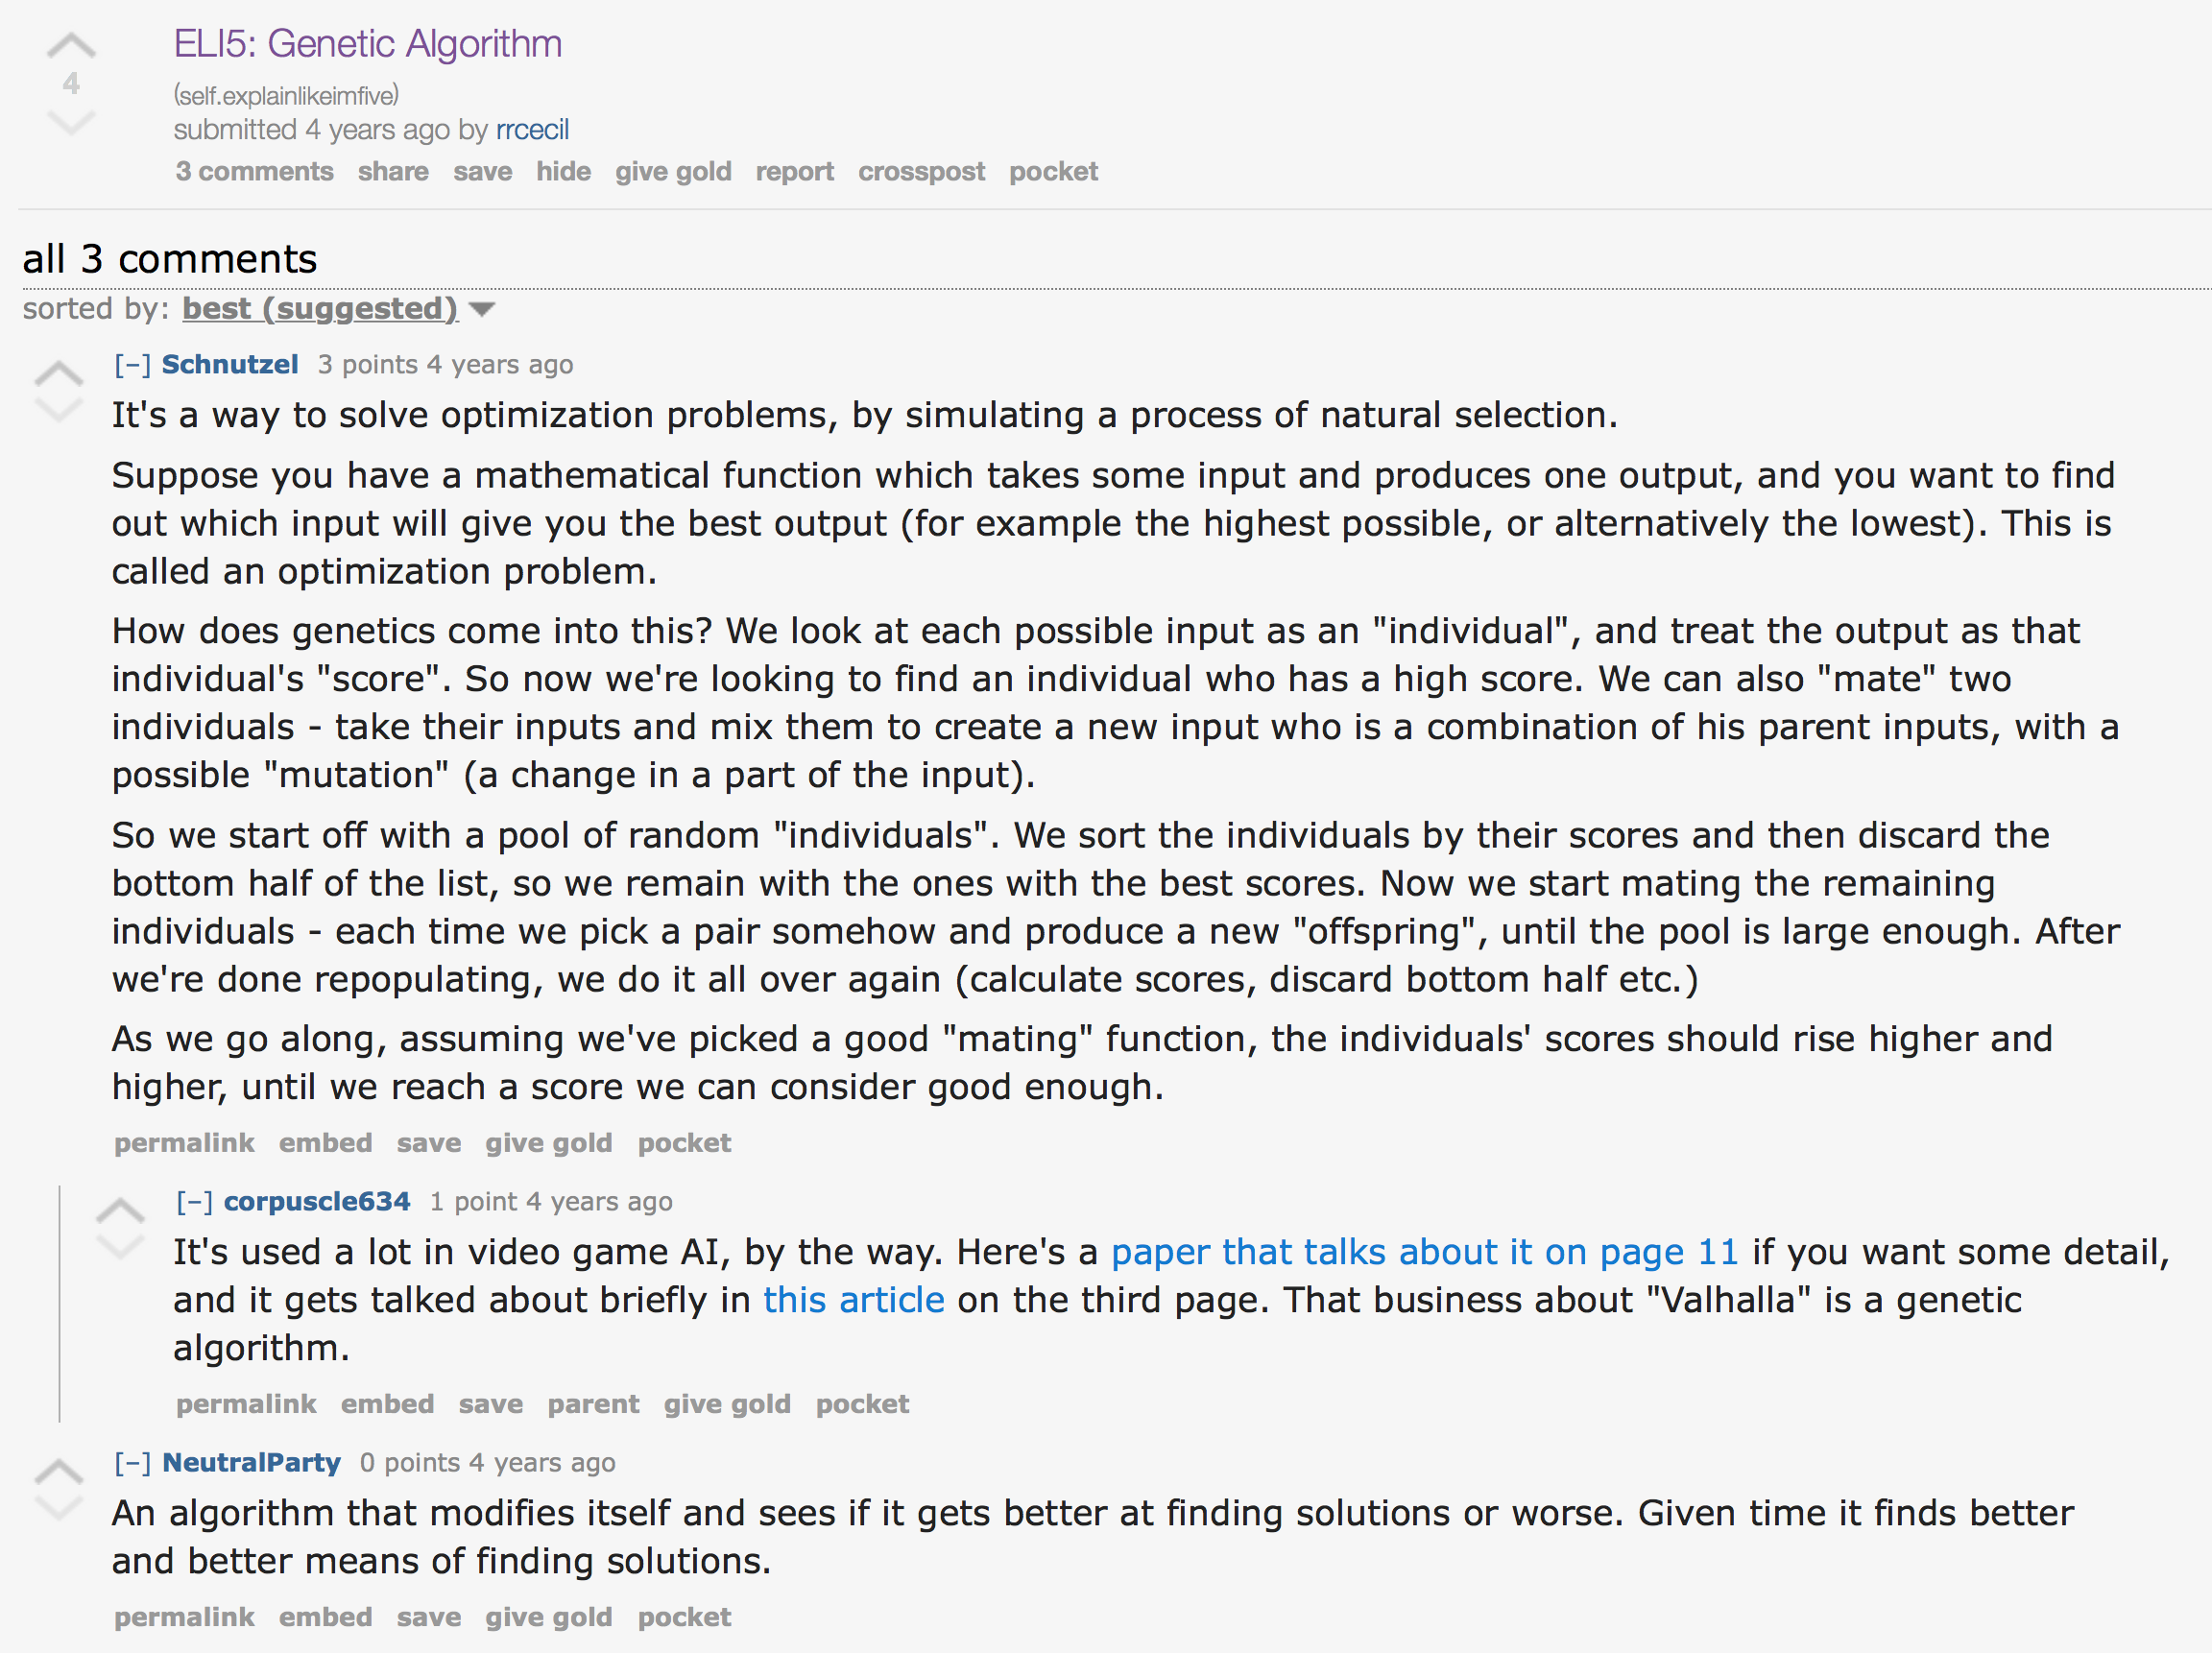 ELI5: Genetic Algorithm
4
(self.explainlikeimfive)
submitted 4 years ago by rrcecil
3 comments share save hide give gold report crosspost pocket
all 3 comments
sorted by: best (suggested)
[–] Schnutzel 3 points 4 years ago
It's a way to solve optimization problems, by simulating a process of natural selection.
Suppose you have a mathematical function which takes some input and produces one output, and you want to find
out which input will give you the best output (for example the highest possible, or alternatively the lowest). This is
called an optimization problem.
How does genetics come into this? We look at each possible input as an "individual", and treat the output as that
individual's "score". So now we're looking to find an individual who has a high score. We can also "mate" two
individuals - take their inputs and mix them to create a new input who is a combination of his parent inputs, with a
possible "mutation" (a change in a part of the input).
So we start off with a pool of random "individuals". We sort the individuals by their scores and then discard the
bottom half of the list, so we remain with the ones with the best scores. Now we start mating the remaining
individuals - each time we pick a pair somehow and produce a new "offspring", until the pool is large enough. After
we're done repopulating, we do it all over again (calculate scores, discard bottom half etc.)
As we go along, assuming we've picked a good "mating" function, the individuals' scores should rise higher and
higher, until we reach a score we can consider good enough.
permalink embed save give gold pocket
[–] corpuscle634 1 point 4 years ago
It's used a lot in video game AI, by the way. Here's a paper that talks about it on page 11 if you want some detail,
and it gets talked about briefly in this article on the third page. That business about "Valhalla" is a genetic
algorithm.
permalink embed save parent give gold pocket
[–] NeutralParty 0 points 4 years ago
An algorithm that modifies itself and sees if it gets better at finding solutions or worse. Given time it finds better
and better means of finding solutions.
permalink embed save give gold pocket